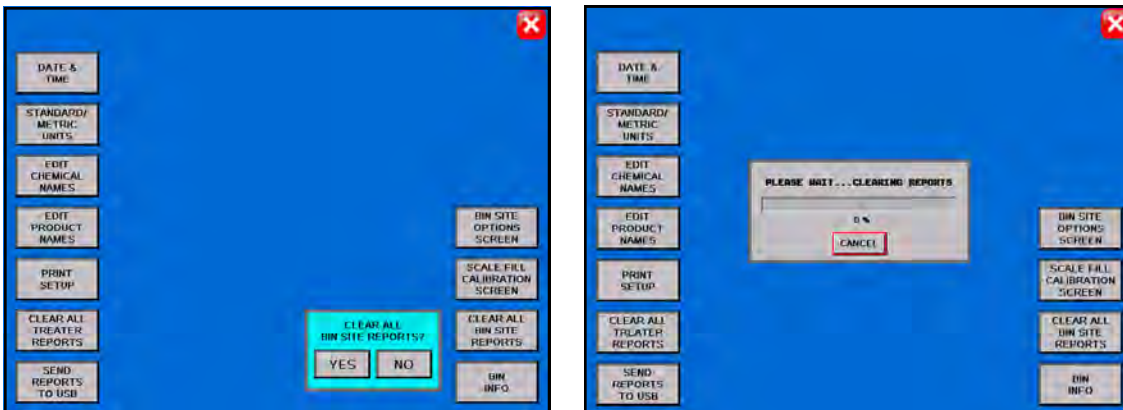 DATE &
TIME
STANDARD/
METRIC
UNITS
EDIT
CHEMICAL
NAMES
EDIT
PRODUCT
NAMES
PRINT
SETUP
CLEAR ALL
TREATER
REPORTS
SEND
REPORTS
TO USB
BIN SITE
OPTIONS
SCREEN
SCALE FILL
CALIBRATION
SCREEN
CLEAR ALL
BIN SITE
REPORTS
BIN
INFO
CLEAR ALL
BIN SITE REPORTS?
YES NO
DATE &
TIME
STANDARD/
METRIC
UNITS
EDIT
CHEMICAL
NAMES
EDIT
PRODUCT
NAMES
PRINT
SETUP
CLEAR ALL
TREATER
REPORTS
SEND
REPORTS
TO USB
PLEASE WAIT...CLEARING REPORTS
0 %
CANCEL
BIN SITE
OPTIONS
SCREEN
SCALE FILL
CALIBRATION
SCREEN
CLEAR ALL
BIN SITE
REPORTS
BIN
INFO